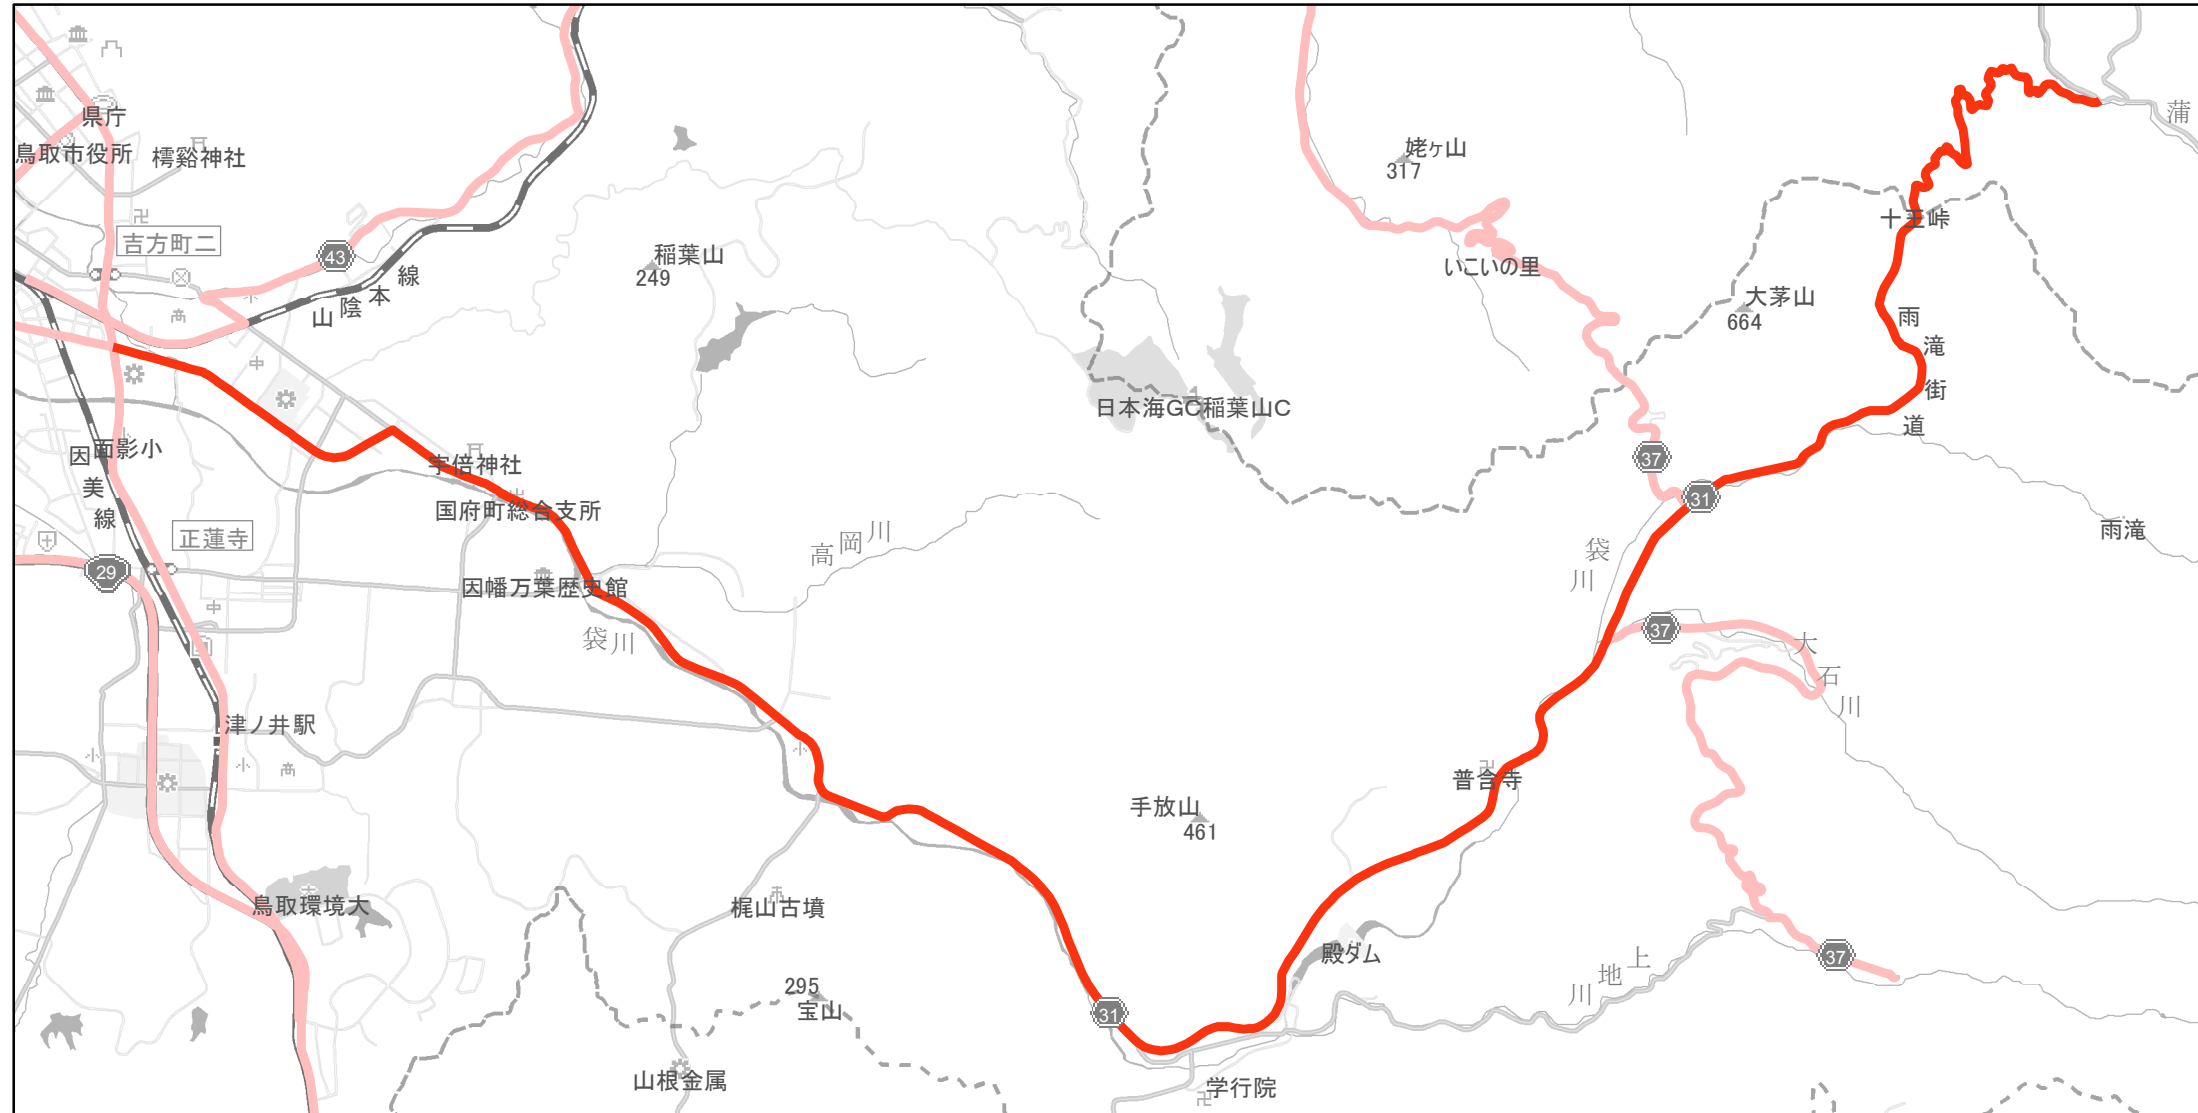 県庁
鳥取市役所
樗谿神社
吉方町二
43
山陰本線
稲葉山
249
姥ヶ山
317
いこいの里
大茅山
664
十王峠
蒲
雨滝街道
日本海GC稲葉山C
37
31
雨滝
因美線
面影小
宇倍神社
国府町総合支所
正蓮寺
29
因幡万葉歴史館
袋川
高岡川
袋川
37
大石川
津ノ井駅
普含寺
手放山
461
鳥取環境大
梶山古墳
殿ダム
上地川
37
295
宝山
31
山根金属
学行院